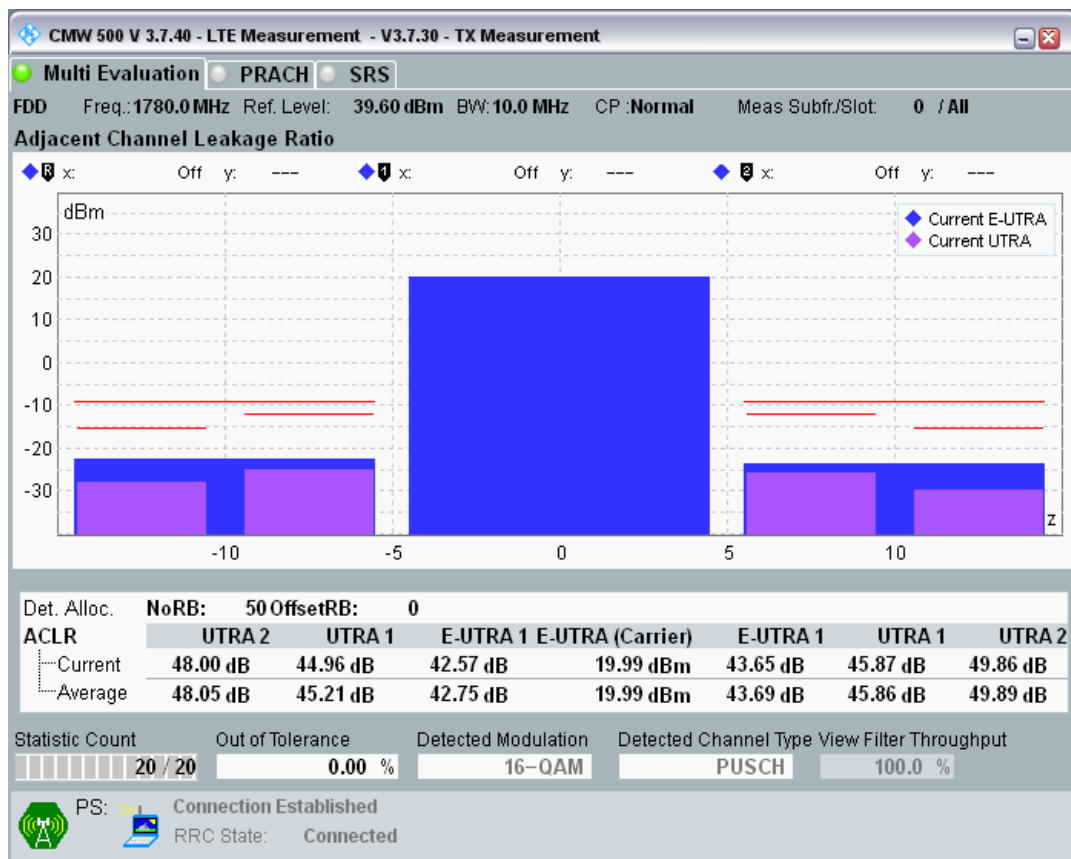 CMW 500 V 3.7.40 - LTE Measurement - V3.7.30 - TX Measurement
Multi Evaluation PRACH SRS
FDD Freq.: 1780.0 MHz Ref. Level: 39.60 dBm BW: 10.0 MHz CP :Normal Meas Subfr./Slot: 0 / All
Adjacent Channel Leakage Ratio
R x: Off y: --- 1 x: Off y: --- 2 x: Off y: ---
dBm
Current E-UTRA
Current UTRA
30
20
10
0
-10
-20
-30
z
-10 -5 0 5 10
Det. Alloc. NoRB: 50 OffsetRB: 0
ACLR UTRA 2 UTRA 1 E-UTRA 1 E-UTRA (Carrier) E-UTRA 1 UTRA 1 UTRA 2
Current 48.00 dB 44.96 dB 42.57 dB 19.99 dBm 43.65 dB 45.87 dB 49.86 dB
Average 48.05 dB 45.21 dB 42.75 dB 19.99 dBm 43.69 dB 45.86 dB 49.89 dB
Statistic Count Out of Tolerance Detected Modulation Detected Channel Type View Filter Throughput
20 / 20 0.00 % 16-QAM PUSCH 100.0 %
PS: Connection Established
RRC State: Connected